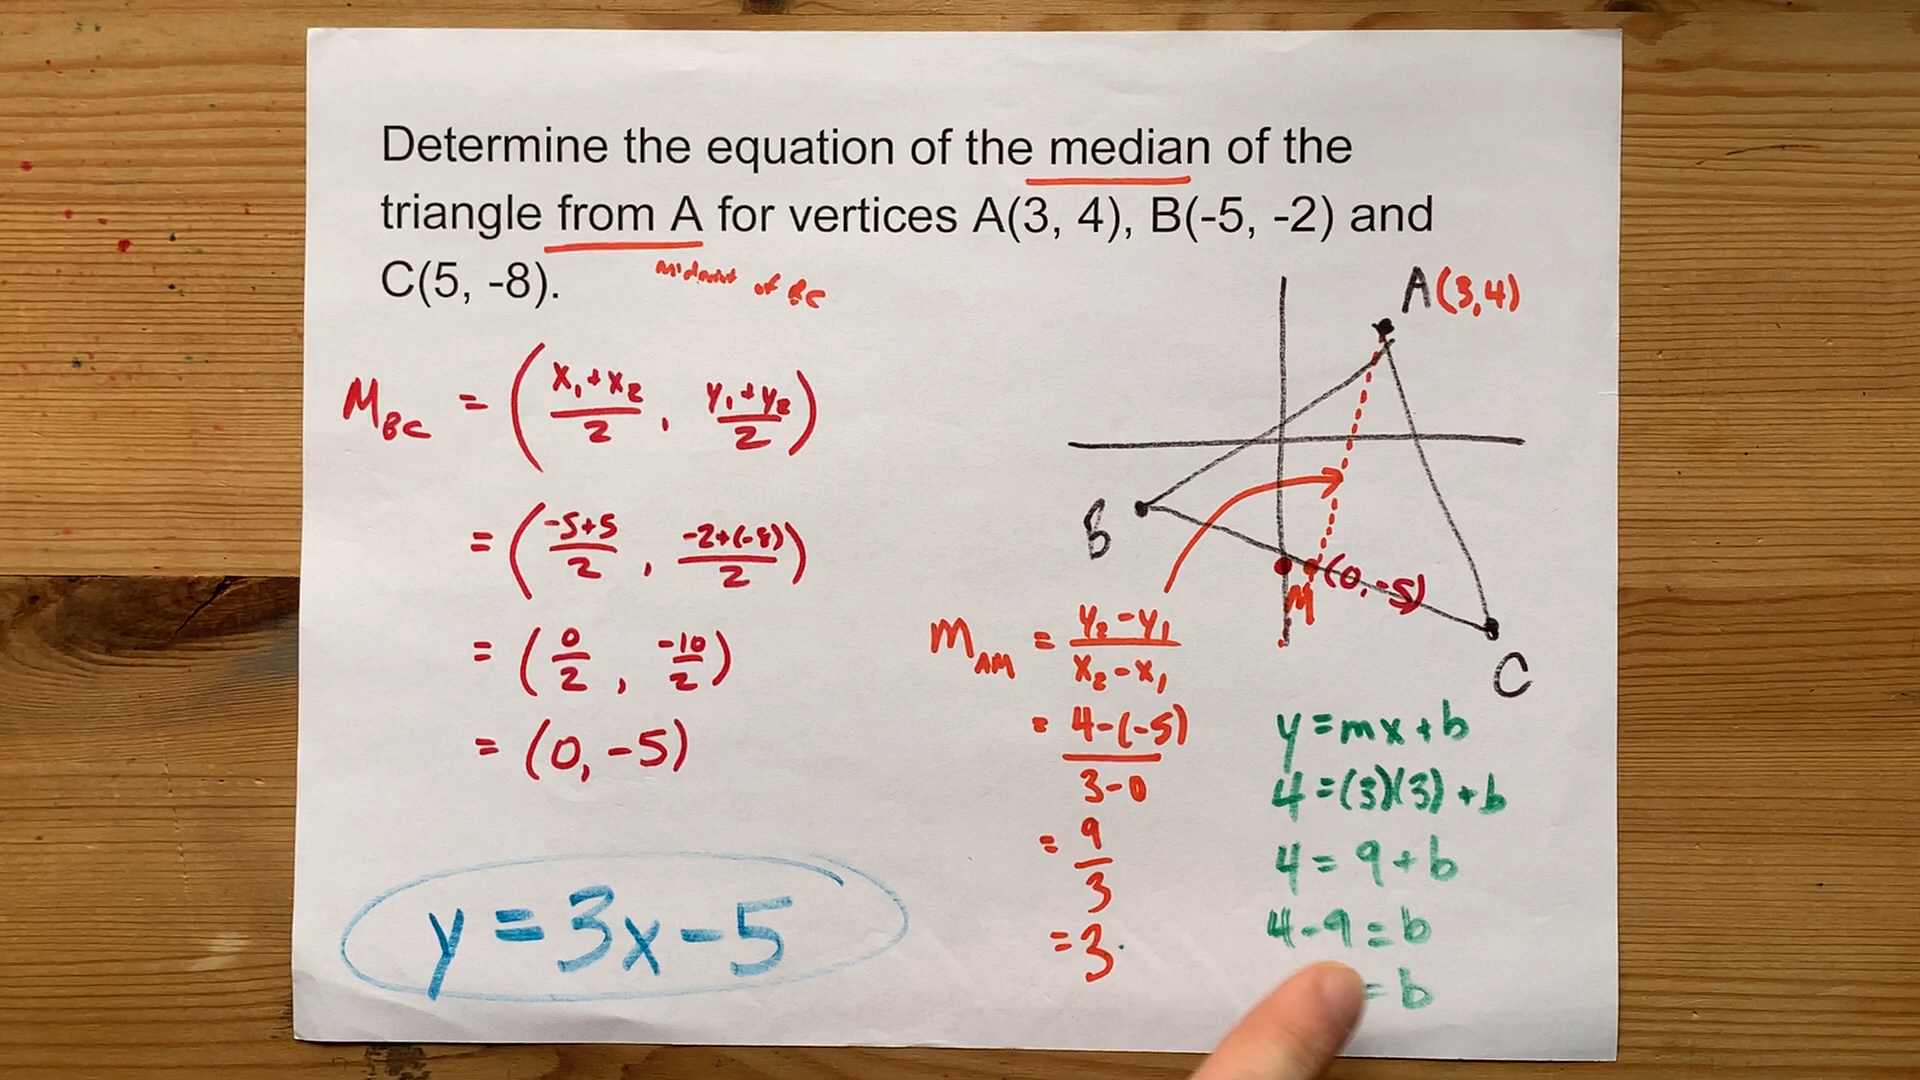 Determine the equation of the median of the
triangle from A for vertices A(3, 4), B(-5, -2) and
C(5, -8).
midpoint of BC
A(3,4)
B
M
(0,-5)
C
M_BC = ( (x₁+x₂)/2 , (y₁+y₂)/2 )
= ( (-5+5)/2 , (-2+(-8))/2 )
= ( 0/2 , -10/2 )
= (0, -5)
m_AM = (y₂-y₁)/(x₂-x₁)
= (4-(-5))/(3-0)
= 9/3
= 3
y = mx + b
4 = (3)(3) + b
4 = 9 + b
4-9 = b
= b
y = 3x - 5